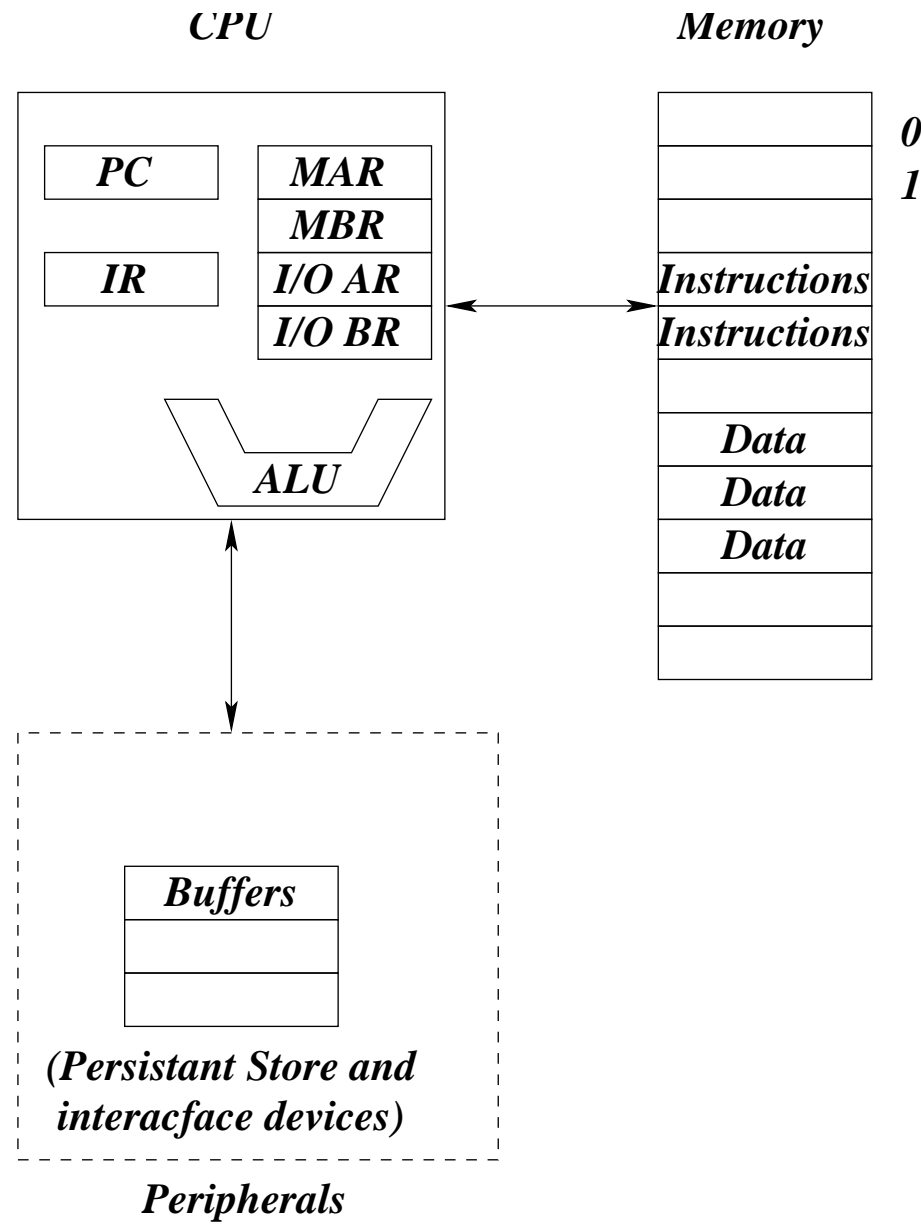 CPU
Memory
0
1
PC
MAR
MBR
IR
I/O AR
I/O BR
ALU
Instructions
Instructions
Data
Data
Data
Buffers
(Persistant Store and
interacface devices)
Peripherals